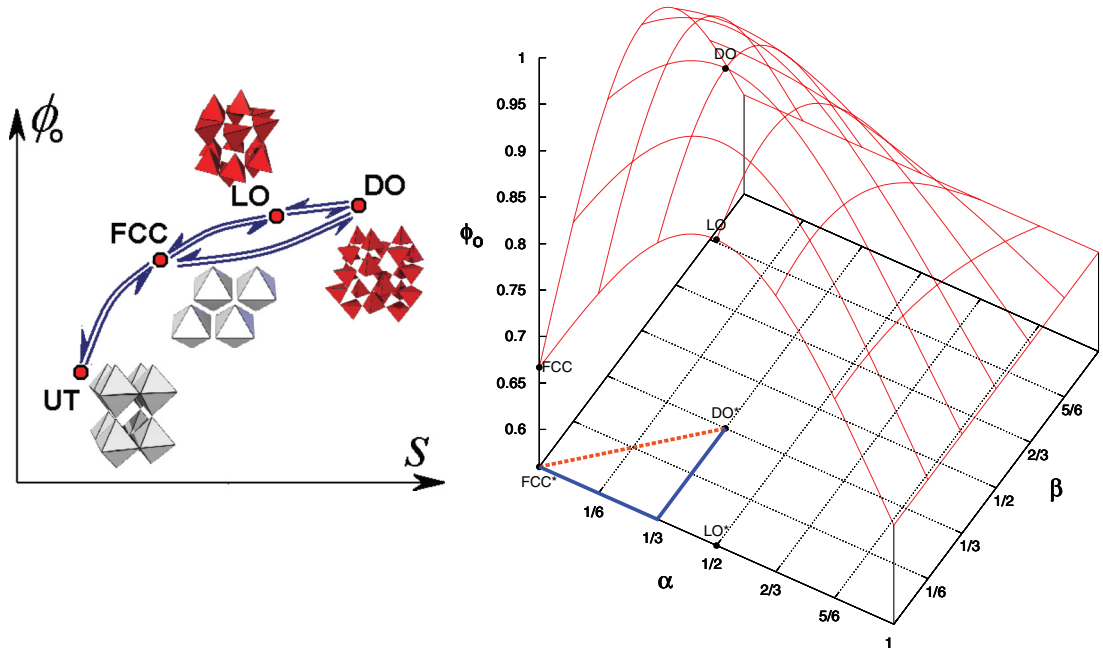 ϕₒ
LO
DO
FCC
UT
S
1
0.95
0.9
0.85
0.8
0.75
0.7
0.65
0.6
ϕₒ
DO
LO
FCC
DO*
FCC*
LO*
1/6
1/3
1/2
2/3
5/6
1
α
1/6
1/3
1/2
2/3
5/6
β